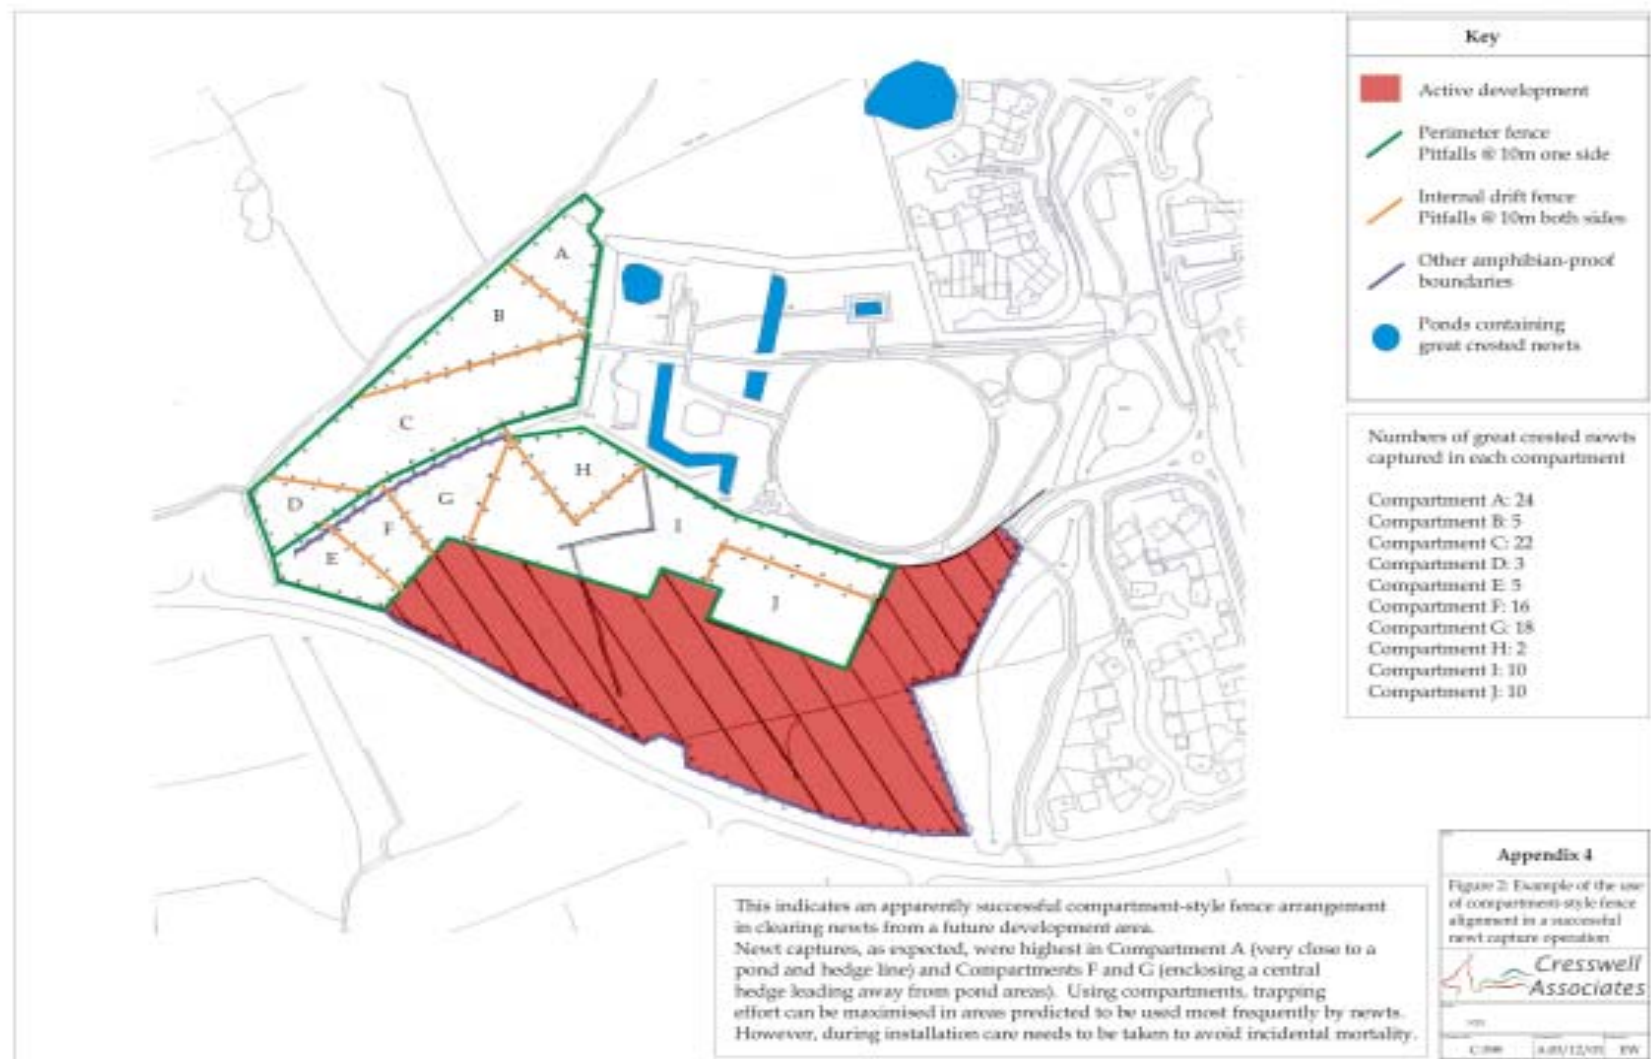 Key
Active development
Perimeter fence
Pitfalls @ 10m one side
Internal drift fence
Pitfalls @ 10m both sides
Other amphibian-proof
boundaries
Ponds containing
great crested newts
Numbers of great crested newts
captured in each compartment
Compartment A: 24
Compartment B: 5
Compartment C: 22
Compartment D: 3
Compartment E: 5
Compartment F: 16
Compartment G: 18
Compartment H: 2
Compartment I: 10
Compartment J: 10
A
B
C
D
E
F
G
H
I
J
This indicates an apparently successful compartment-style fence arrangement
in clearing newts from a future development area.
Newt captures, as expected, were highest in Compartment A (very close to a
pond and hedge line) and Compartments F and G (enclosing a central
hedge leading away from pond areas). Using compartments, trapping
effort can be maximised in areas predicted to be used most frequently by newts.
However, during installation care needs to be taken to avoid incidental mortality.
Appendix 4
Figure 2: Example of the use
of compartment-style fence
alignment in a successful
newt capture operation
Cresswell
Associates